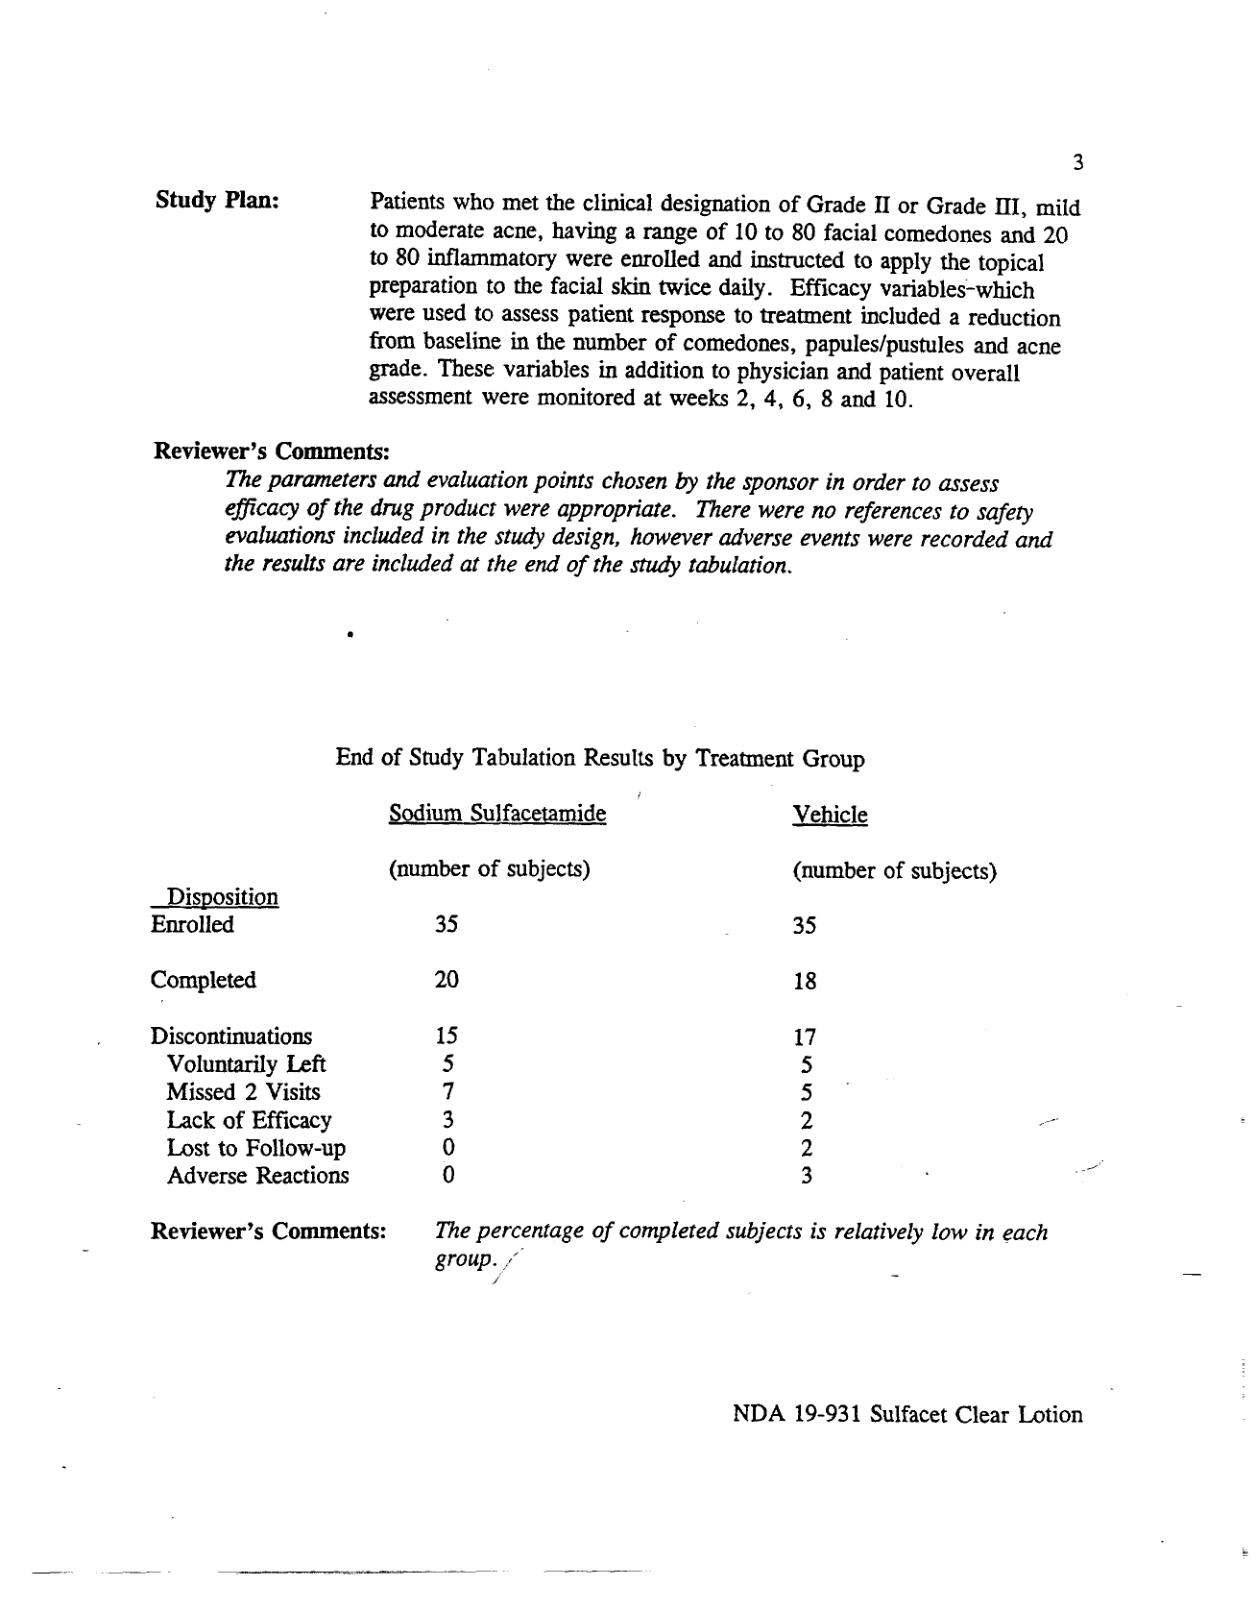 3
Study Plan: Patients who met the clinical designation of Grade II or Grade III, mild
to moderate acne, having a range of 10 to 80 facial comedones and 20
to 80 inflammatory were enrolled and instructed to apply the topical
preparation to the facial skin twice daily. Efficacy variables-which
were used to assess patient response to treatment included a reduction
from baseline in the number of comedones, papules/pustules and acne
grade. These variables in addition to physician and patient overall
assessment were monitored at weeks 2, 4, 6, 8 and 10.
Reviewer's Comments:
The parameters and evaluation points chosen by the sponsor in order to assess
efficacy of the drug product were appropriate. There were no references to safety
evaluations included in the study design, however adverse events were recorded and
the results are included at the end of the study tabulation.
End of Study Tabulation Results by Treatment Group
Sodium Sulfacetamide Vehicle
(number of subjects) (number of subjects)
Disposition
Enrolled 35 35
Completed 20 18
Discontinuations 15 17
Voluntarily Left 5 5
Missed 2 Visits 7 5
Lack of Efficacy 3 2
Lost to Follow-up 0 2
Adverse Reactions 0 3
Reviewer's Comments: The percentage of completed subjects is relatively low in each
group.
NDA 19-931 Sulfacet Clear Lotion